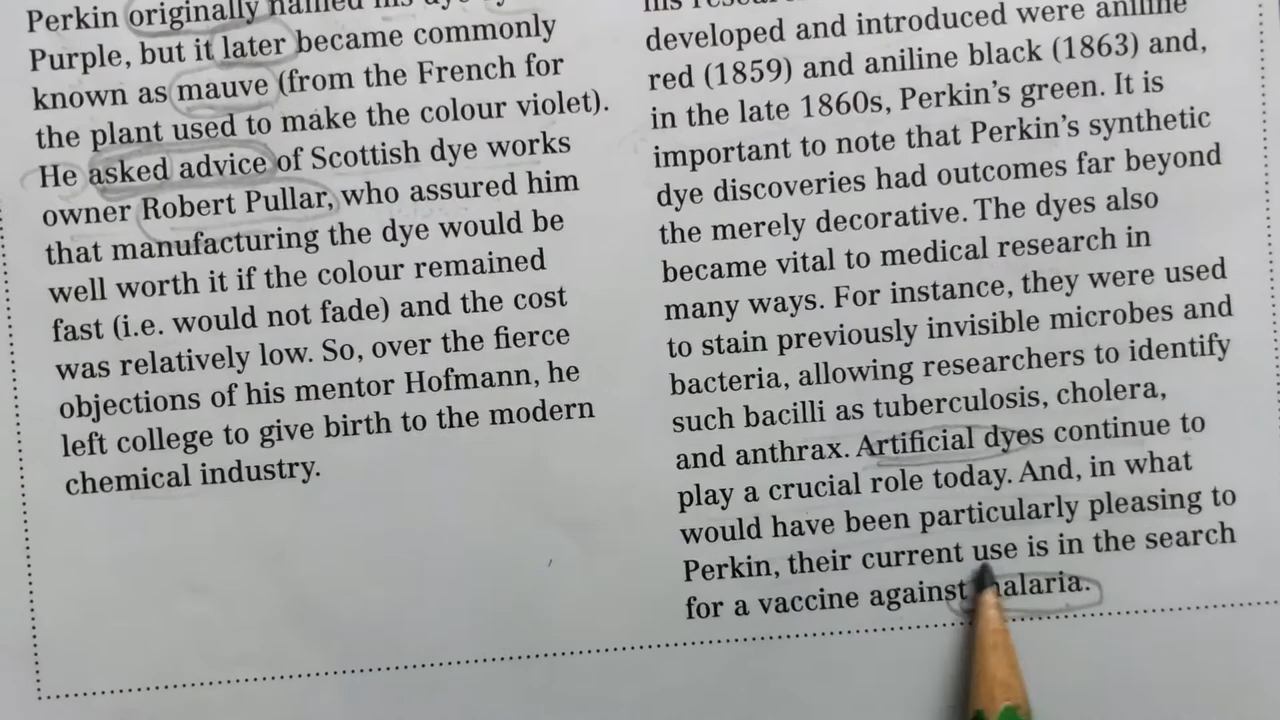 Perkin originally named his dye
Purple, but it later became commonly
known as mauve (from the French for
the plant used to make the colour violet).
He asked advice of Scottish dye works
owner Robert Pullar, who assured him
that manufacturing the dye would be
well worth it if the colour remained
fast (i.e. would not fade) and the cost
was relatively low. So, over the fierce
objections of his mentor Hofmann, he
left college to give birth to the modern
chemical industry.
his
developed and introduced were aniline
red (1859) and aniline black (1863) and,
in the late 1860s, Perkin's green. It is
important to note that Perkin's synthetic
dye discoveries had outcomes far beyond
the merely decorative. The dyes also
became vital to medical research in
many ways. For instance, they were used
to stain previously invisible microbes and
bacteria, allowing researchers to identify
such bacilli as tuberculosis, cholera,
and anthrax. Artificial dyes continue to
play a crucial role today. And, in what
would have been particularly pleasing to
Perkin, their current use is in the search
for a vaccine against malaria.